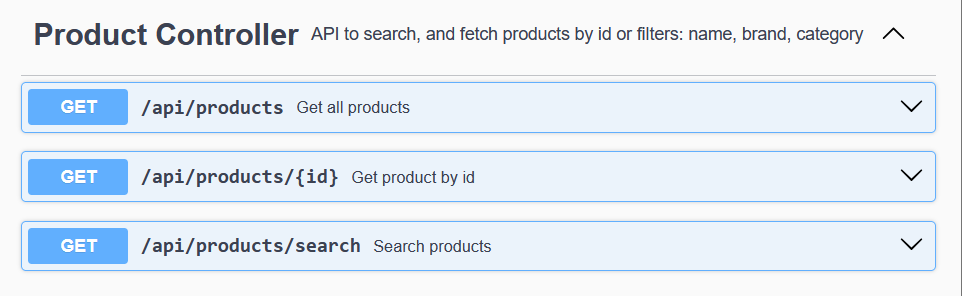 Product Controller API to search, and fetch products by id or filters: name, brand, category
GET /api/products Get all products
GET /api/products/{id} Get product by id
GET /api/products/search Search products